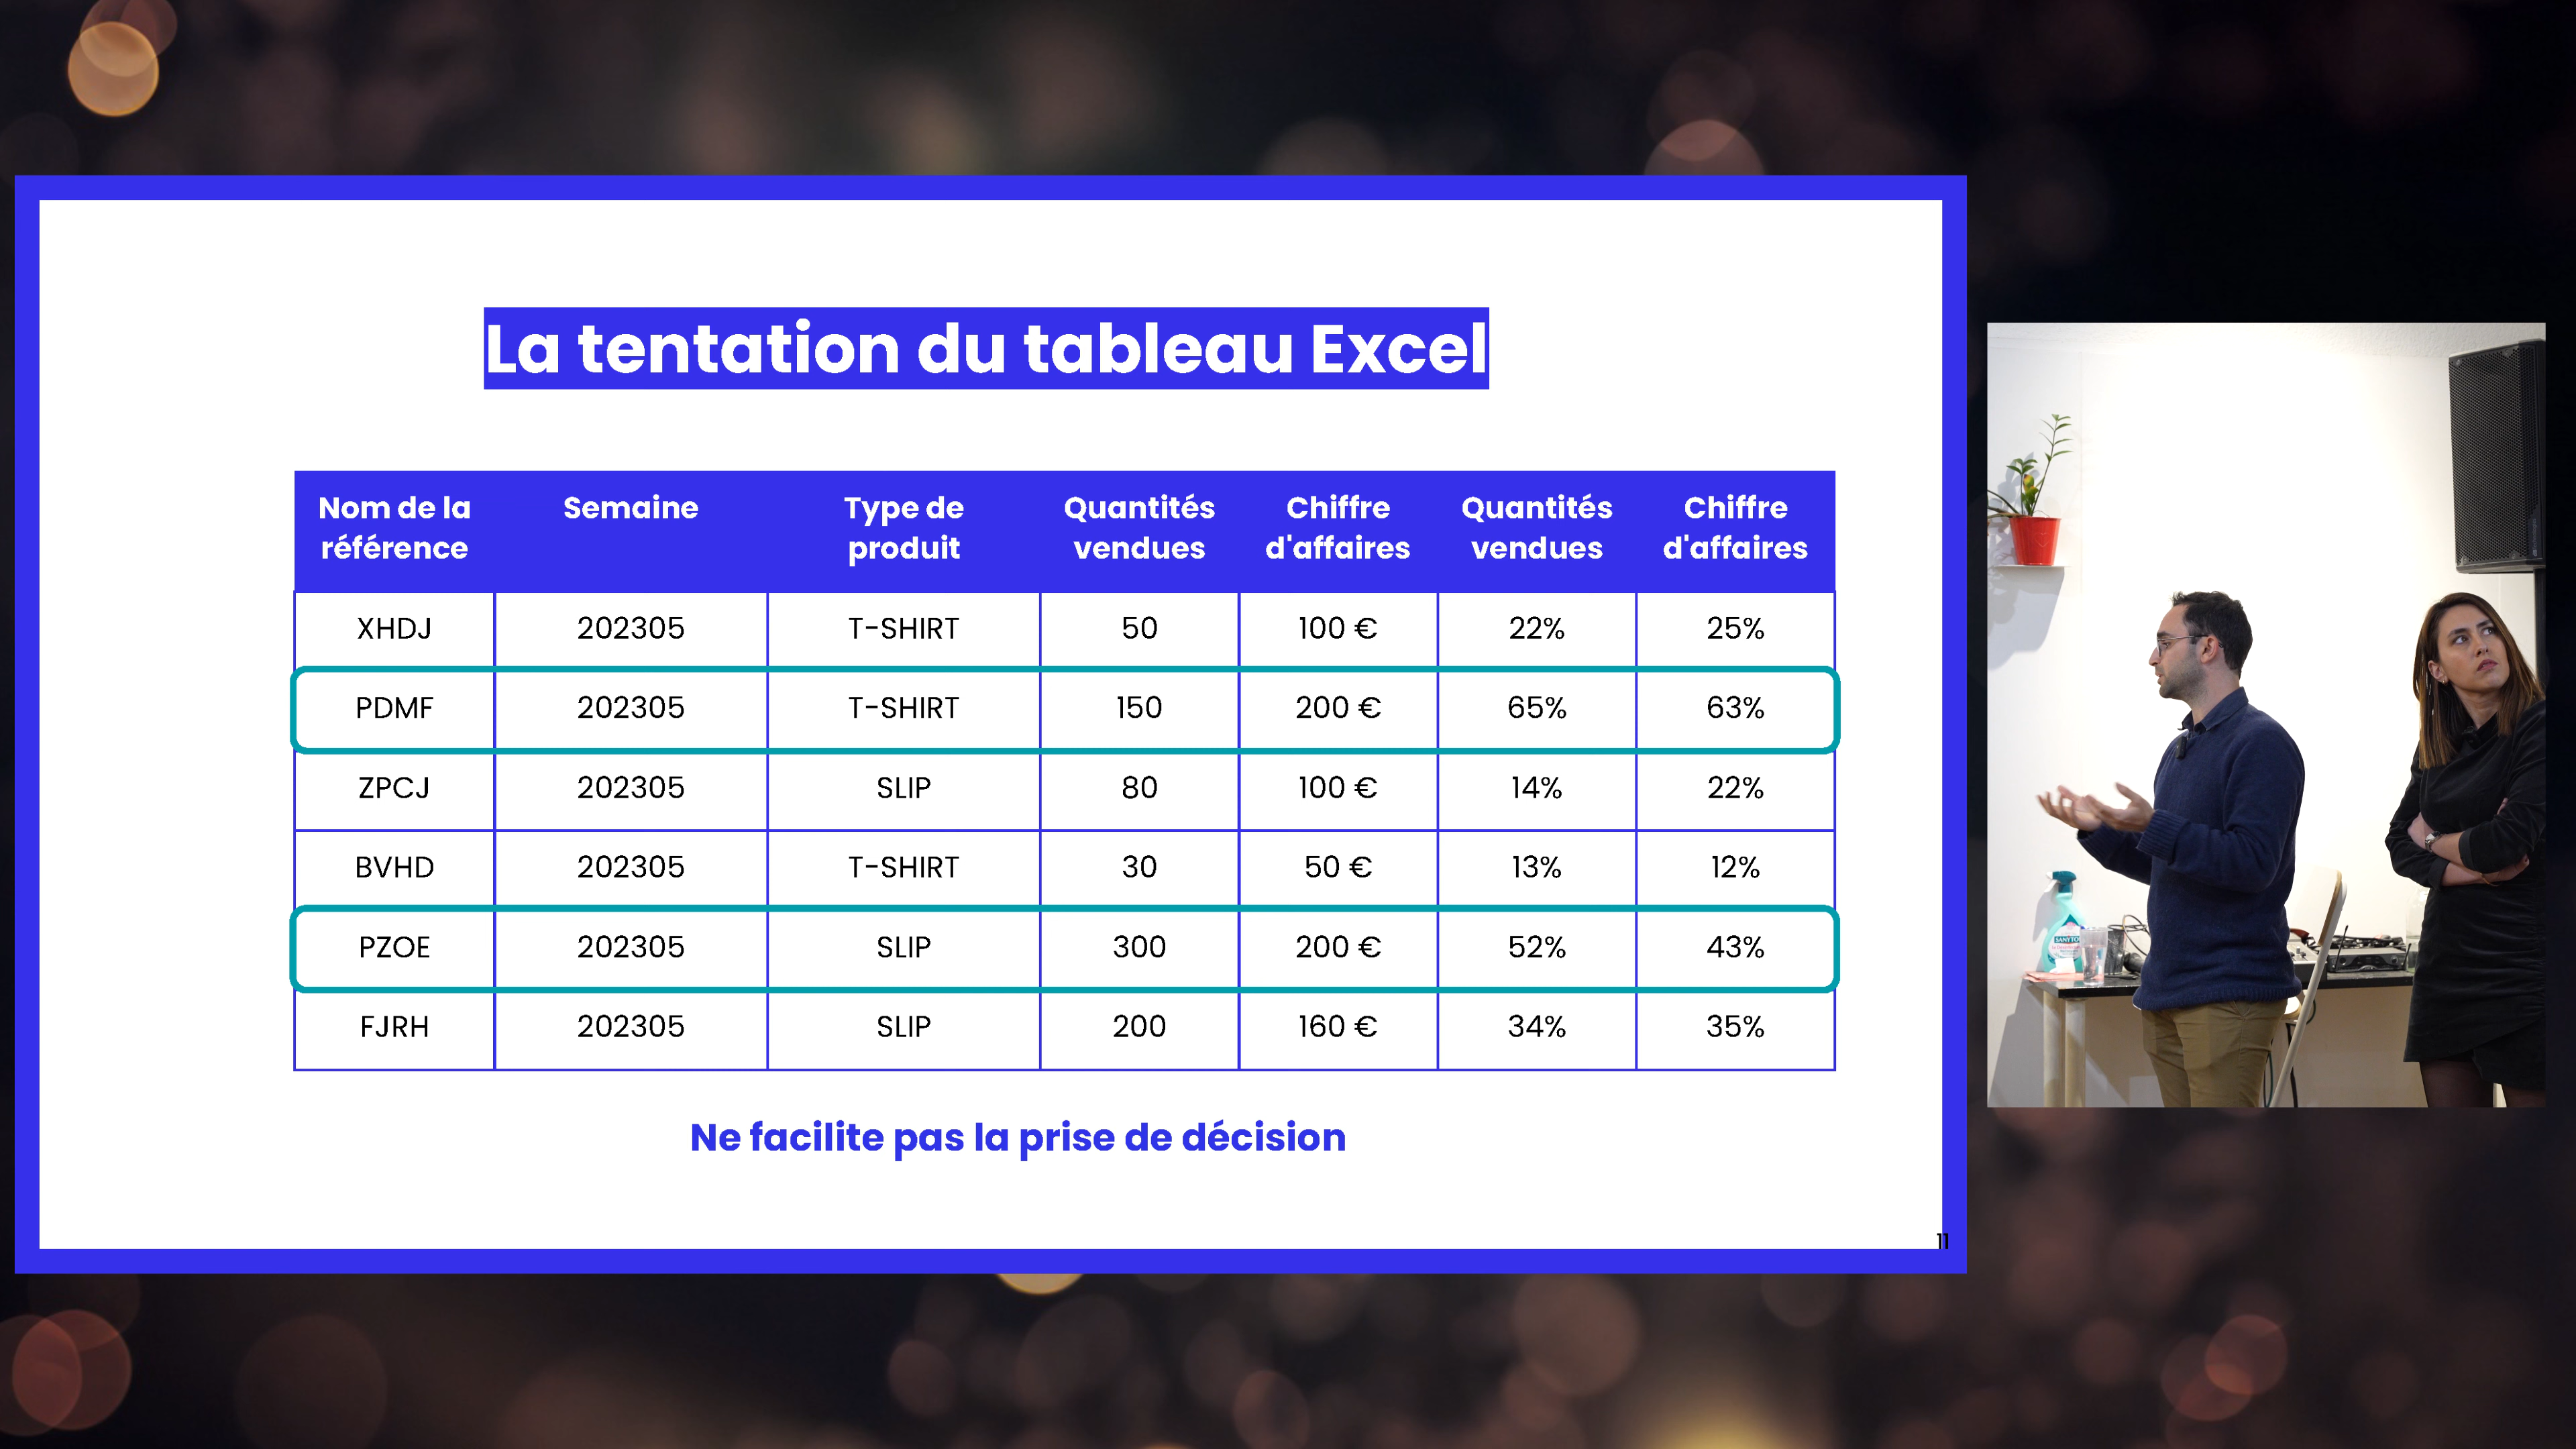 La tentation du tableau Excel
Nom de la référence Semaine Type de produit Quantités vendues Chiffre d'affaires Quantités vendues Chiffre d'affaires
XHDJ 202305 T-SHIRT 50 100 € 22% 25%
PDMF 202305 T-SHIRT 150 200 € 65% 63%
ZPCJ 202305 SLIP 80 100 € 14% 22%
BVHD 202305 T-SHIRT 30 50 € 13% 12%
PZOE 202305 SLIP 300 200 € 52% 43%
FJRH 202305 SLIP 200 160 € 34% 35%
Ne facilite pas la prise de décision
11
SANYTO